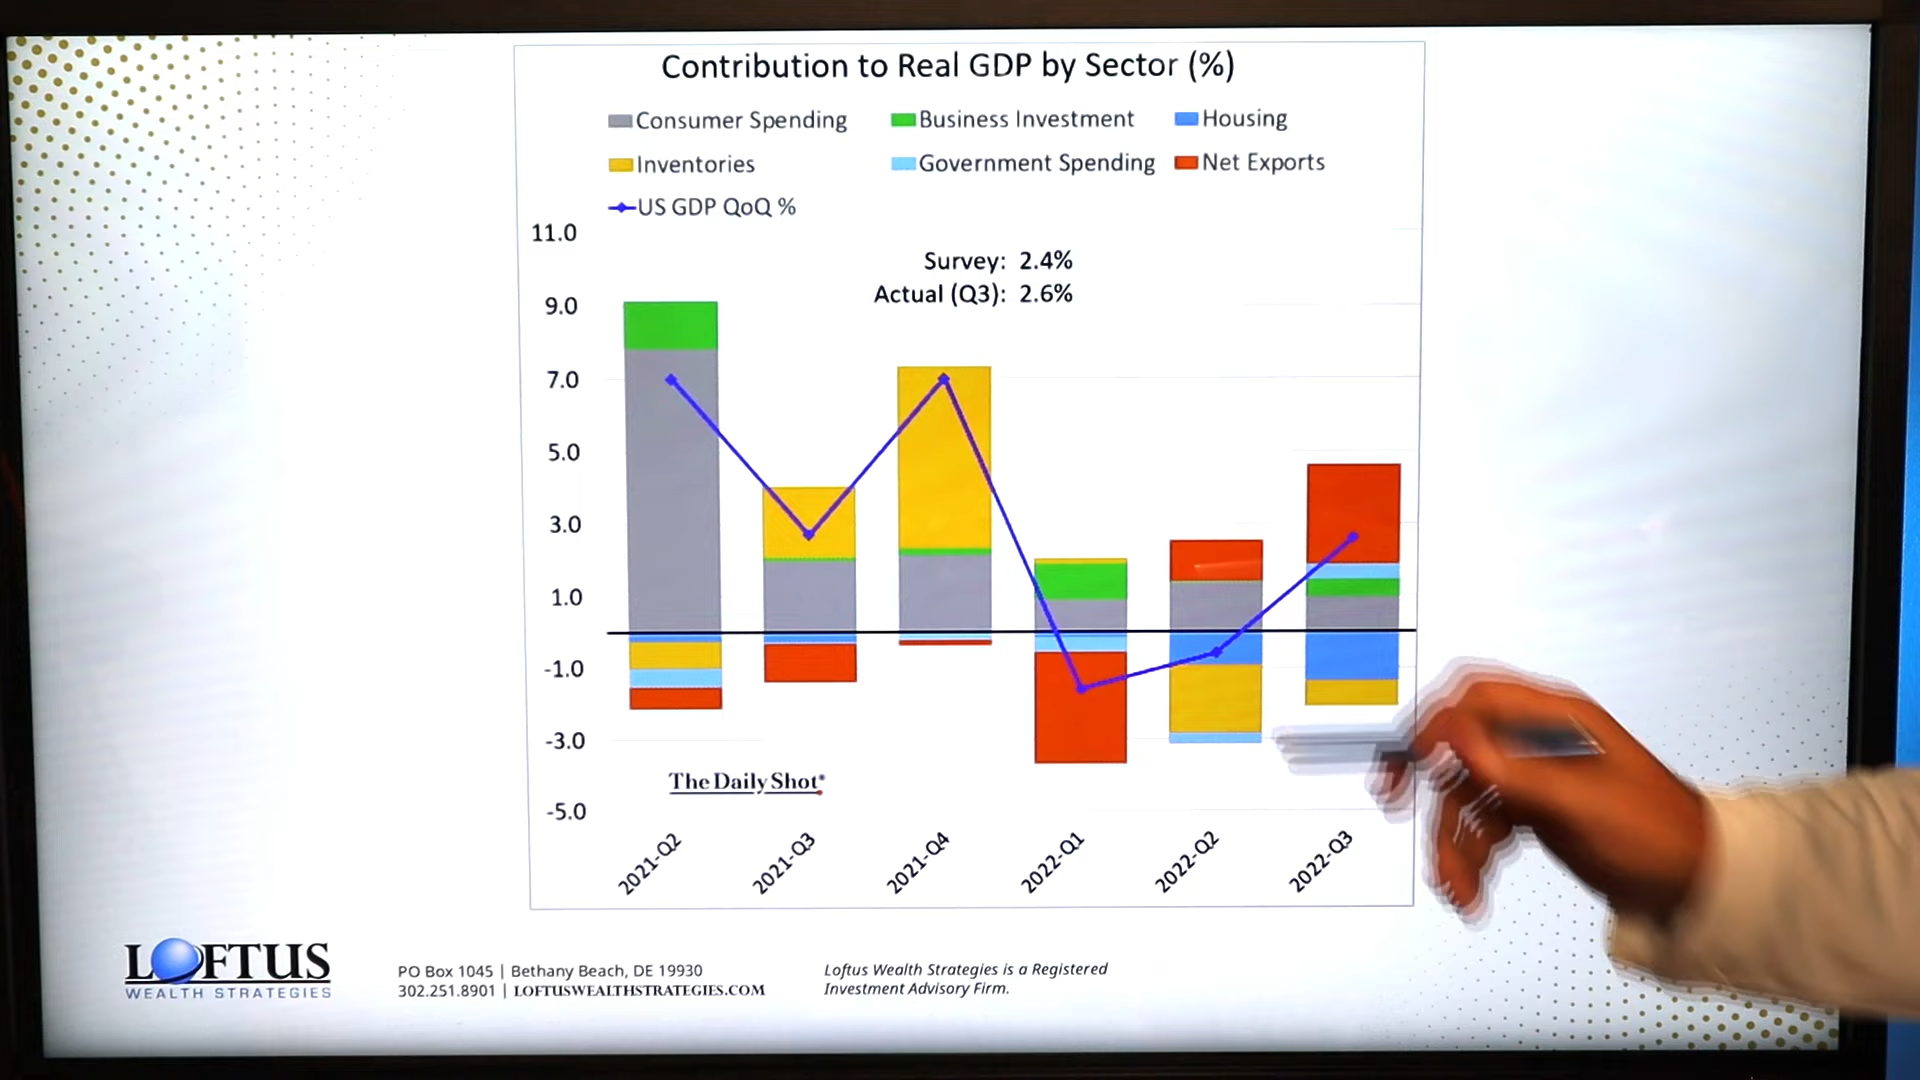 Contribution to Real GDP by Sector (%)
Consumer Spending Business Investment Housing
Inventories Government Spending Net Exports
US GDP QoQ %
11.0
Survey: 2.4%
Actual (Q3): 2.6%
9.0
7.0
5.0
3.0
1.0
-1.0
-3.0
The Daily Shot
-5.0
2021-Q2 2021-Q3 2021-Q4 2022-Q1 2022-Q2 2022-Q3
LOFTUS
WEALTH STRATEGIES
PO Box 1045 | Bethany Beach, DE 19930
302.251.8901 | LOFTUSWEALTHSTRATEGIES.COM
Loftus Wealth Strategies is a Registered
Investment Advisory Firm.